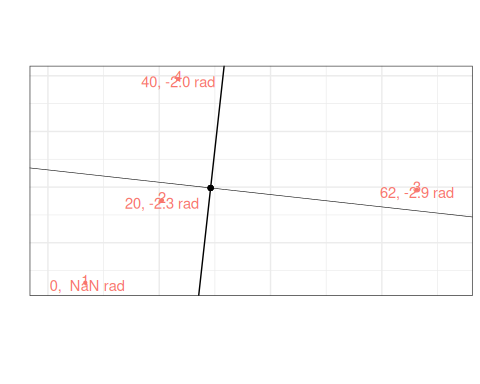 4
40, -2.0 rad
3
62, -2.9 rad
2
20, -2.3 rad
1
0,  NaN rad